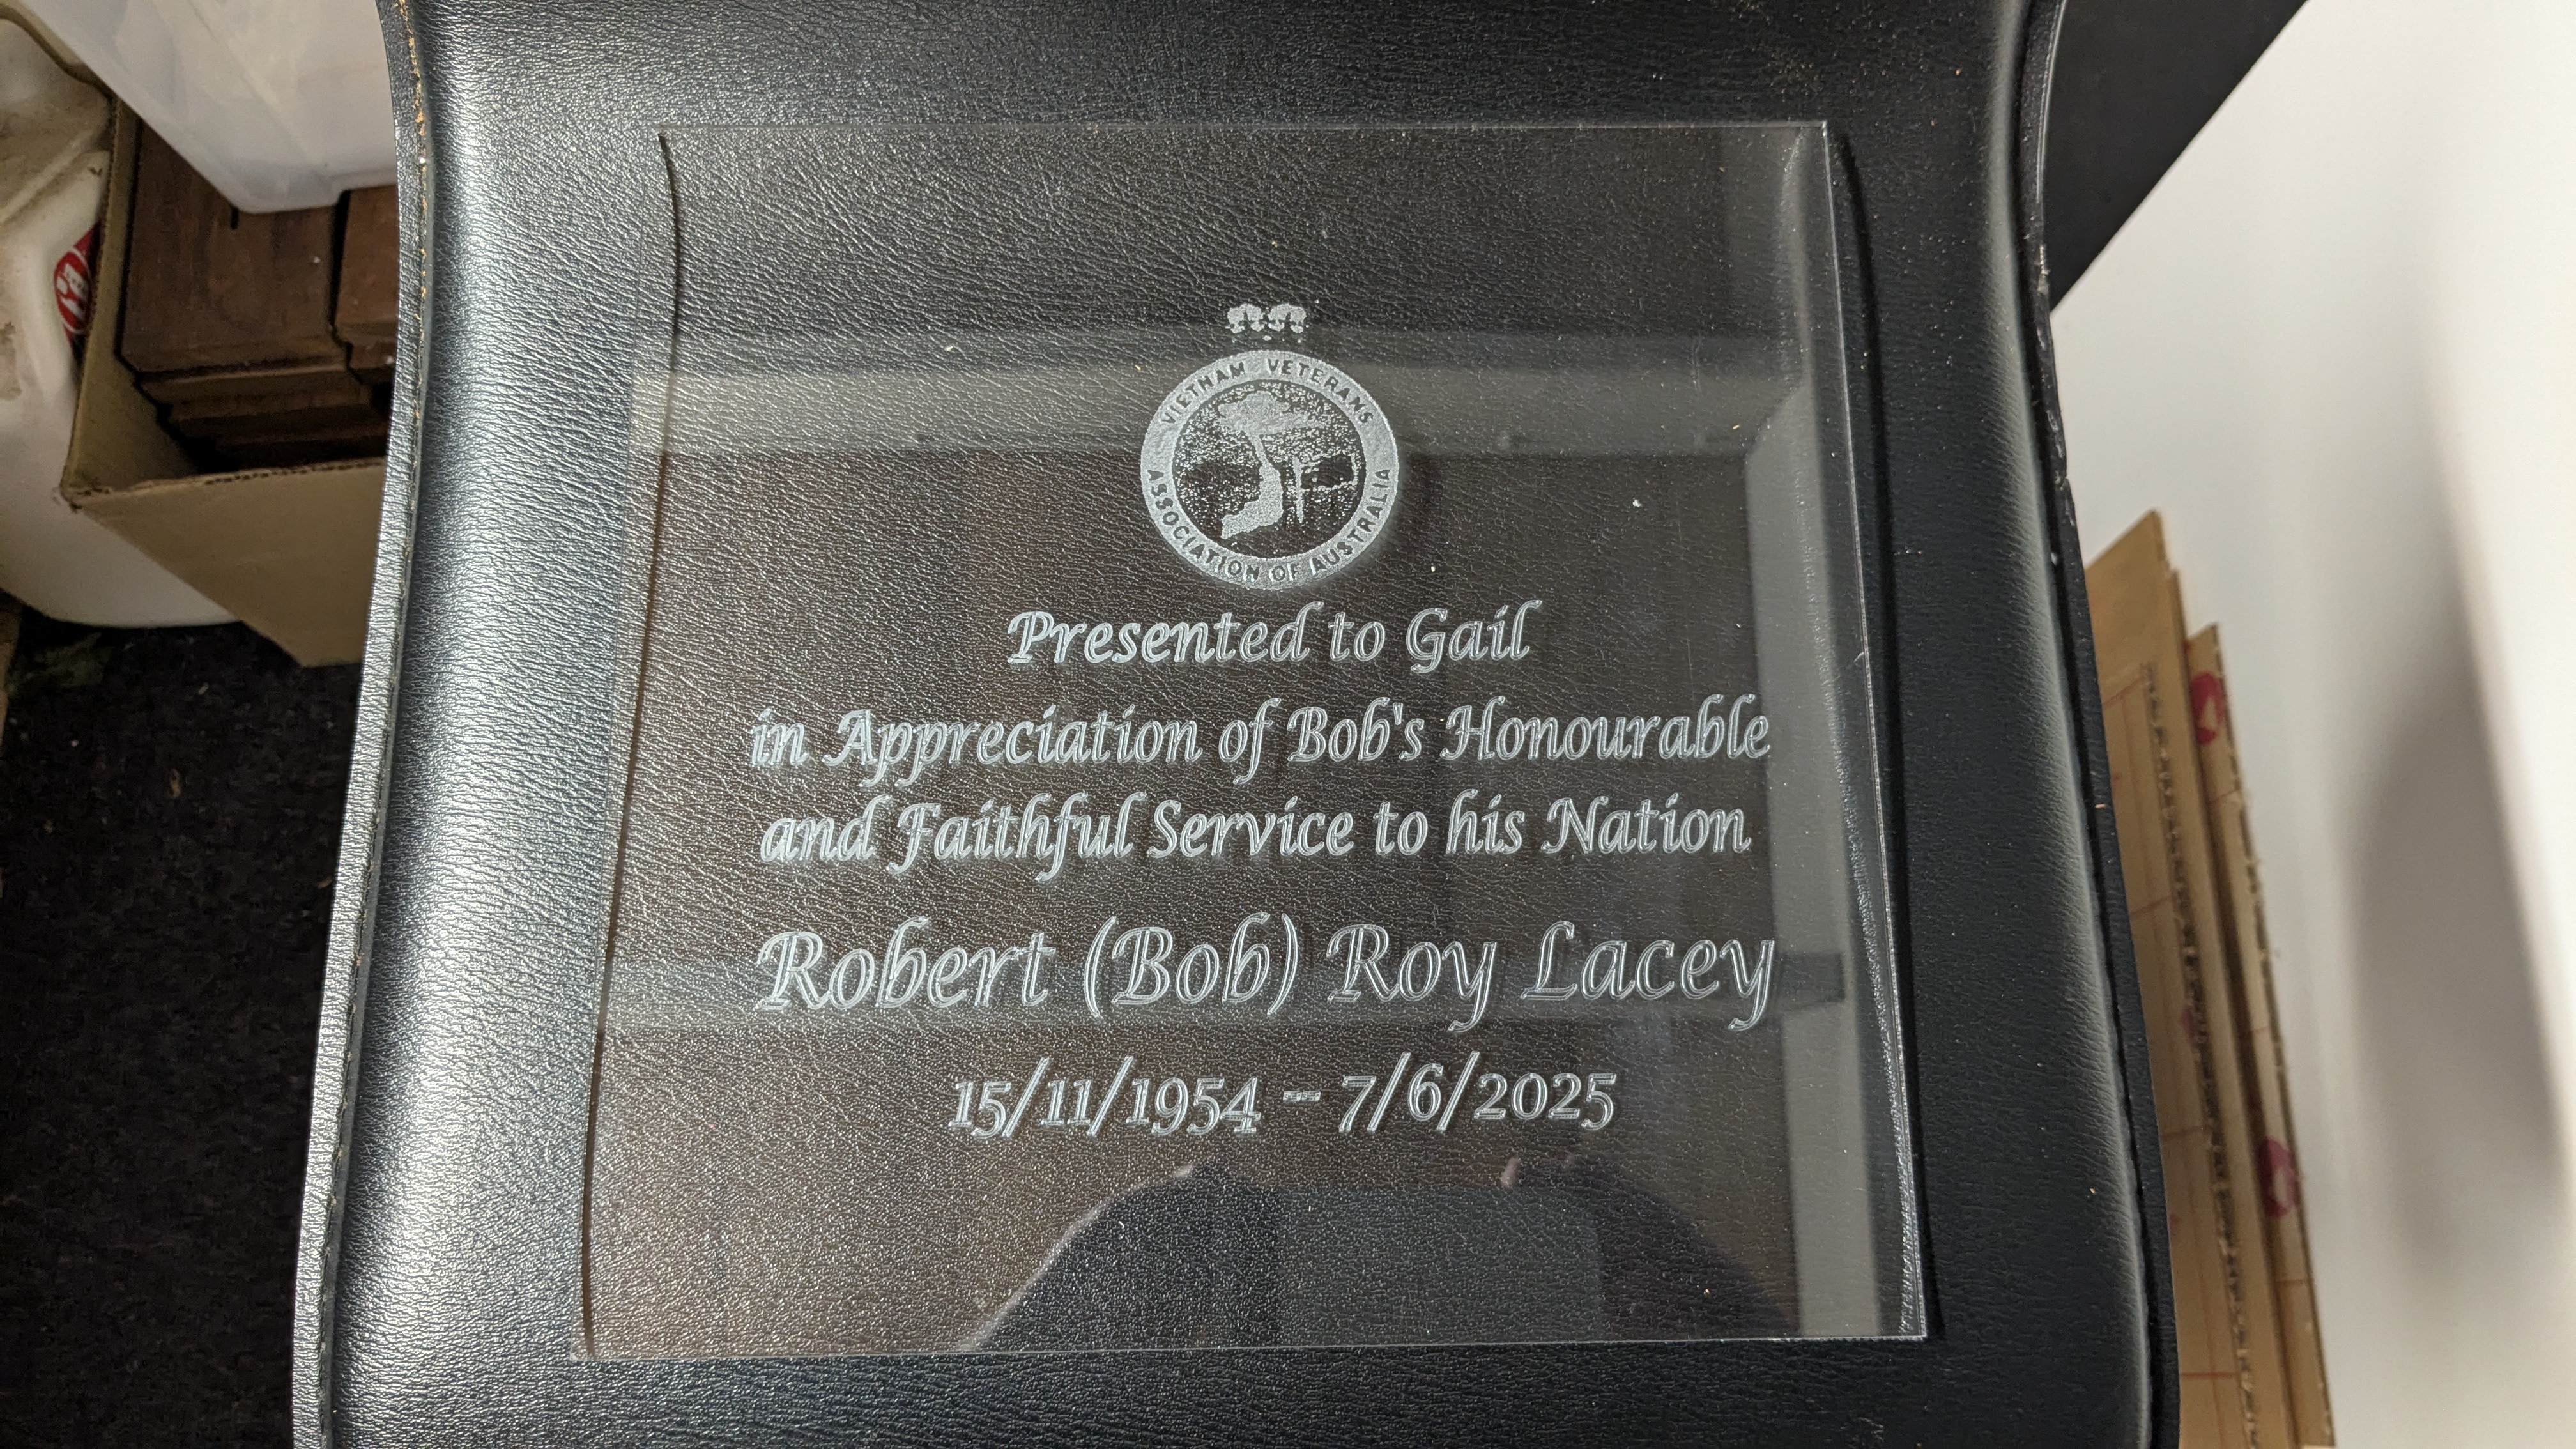 VIETNAM VETERANS
ASSOCIATION OF AUSTRALIA
Presented to Gail
in Appreciation of Bob's Honourable
and Faithful Service to his Nation
Robert (Bob) Roy Lacey
15/11/1954 – 7/6/2025